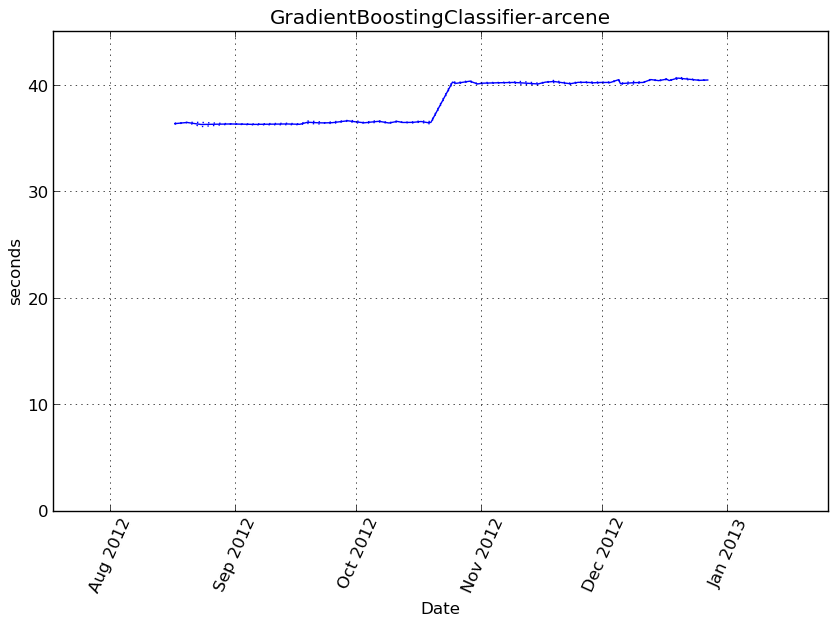 GradientBoostingClassifier-arcene
seconds
40
30
20
10
0
Aug 2012
Sep 2012
Oct 2012
Nov 2012
Dec 2012
Jan 2013
Date